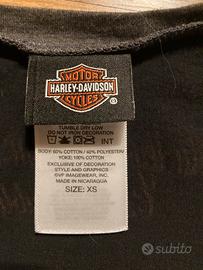 MOTOR
HARLEY-DAVIDSON
CYCLES
®
TUMBLE DRY LOW
DO NOT IRON DECORATION
INT
BODY: 60% COTTON / 40% POLYESTER/
YOKE: 100% COTTON
EXCLUSIVE OF DECORATION
STYLE AND GRAPHICS
©VF IMAGEWEAR, INC.
MADE IN NICARAGUA
SIZE: XS
subito